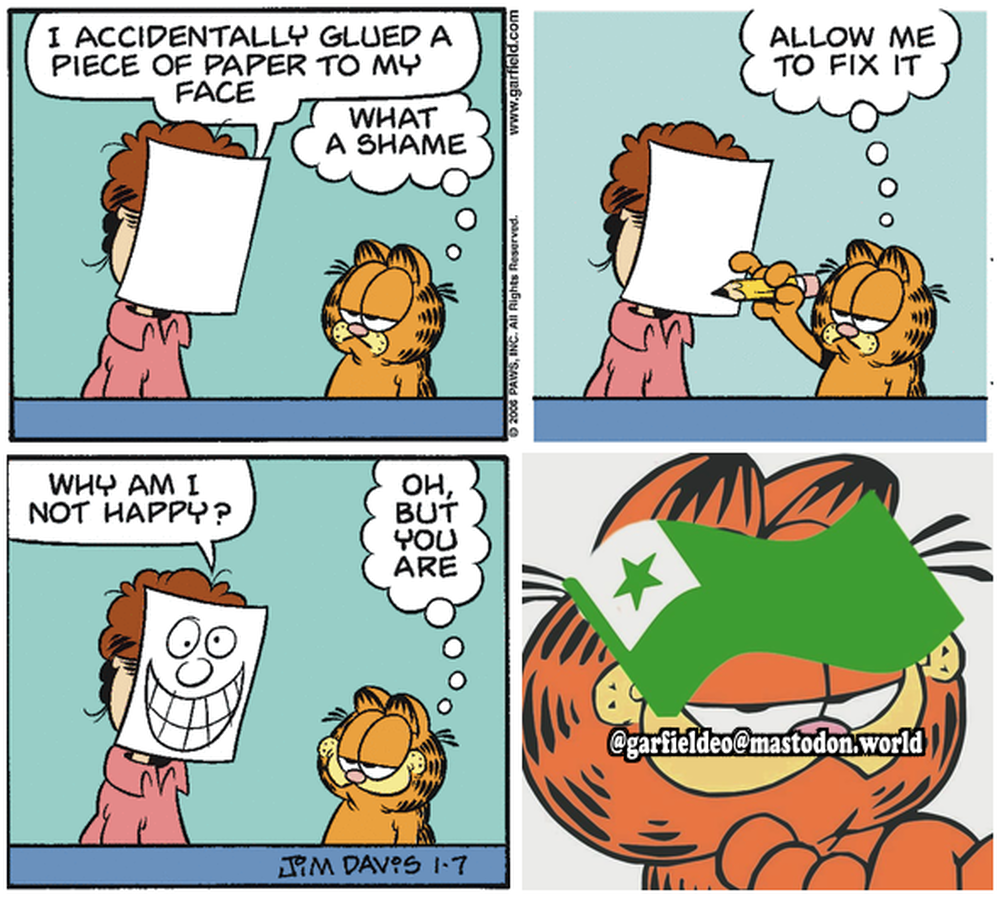 I ACCIDENTALLY GLUED A
PIECE OF PAPER TO MY
FACE
WHAT
A SHAME
www.garfield.com
© 2006 PAWS, INC. All Rights Reserved.
ALLOW ME
TO FIX IT
WHY AM I
NOT HAPPY?
OH,
BUT
YOU
ARE
JIM DAVIS 1·7
@garfieldeo@mastodon.world